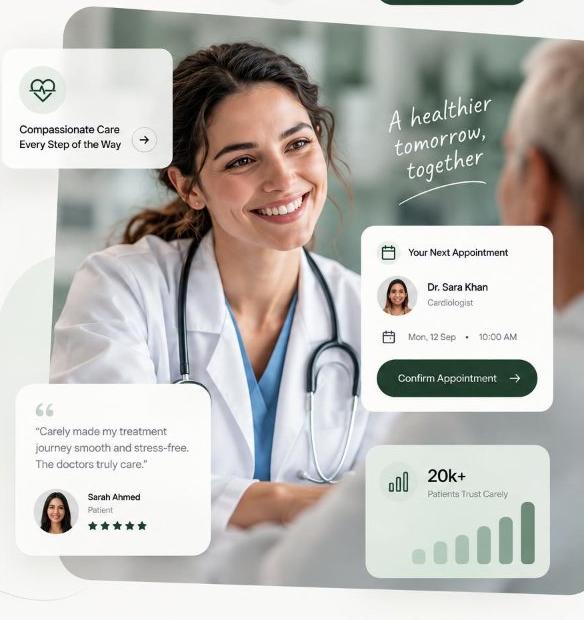 Compassionate Care
Every Step of the Way
A healthier
tomorrow,
together
Your Next Appointment
Dr. Sara Khan
Cardiologist
Mon, 12 Sep • 10:00 AM
Confirm Appointment
“Carely made my treatment
journey smooth and stress-free.
The doctors truly care.”
Sarah Ahmed
Patient
20k+
Patients Trust Carely